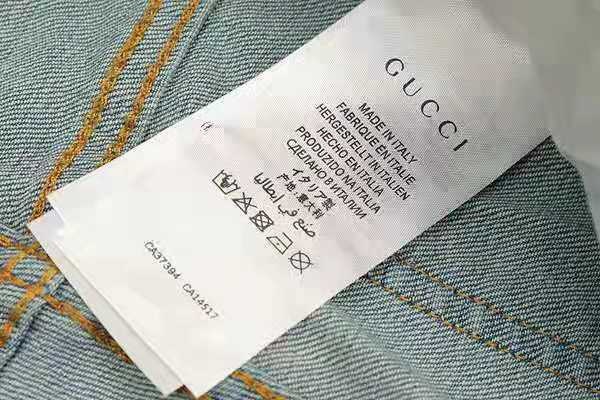 GUCCI
MADE IN ITALY
FABRIQUE EN ITALIE
HERGESTELLT IN ITALIEN
HECHO EN ITALIA
PRODUZIDO NA ITALIA
СДЕЛАНО В ИТАЛИИ
イタリア製
产地:意大利
صنع في إيطاليا
CA37394 CA14517